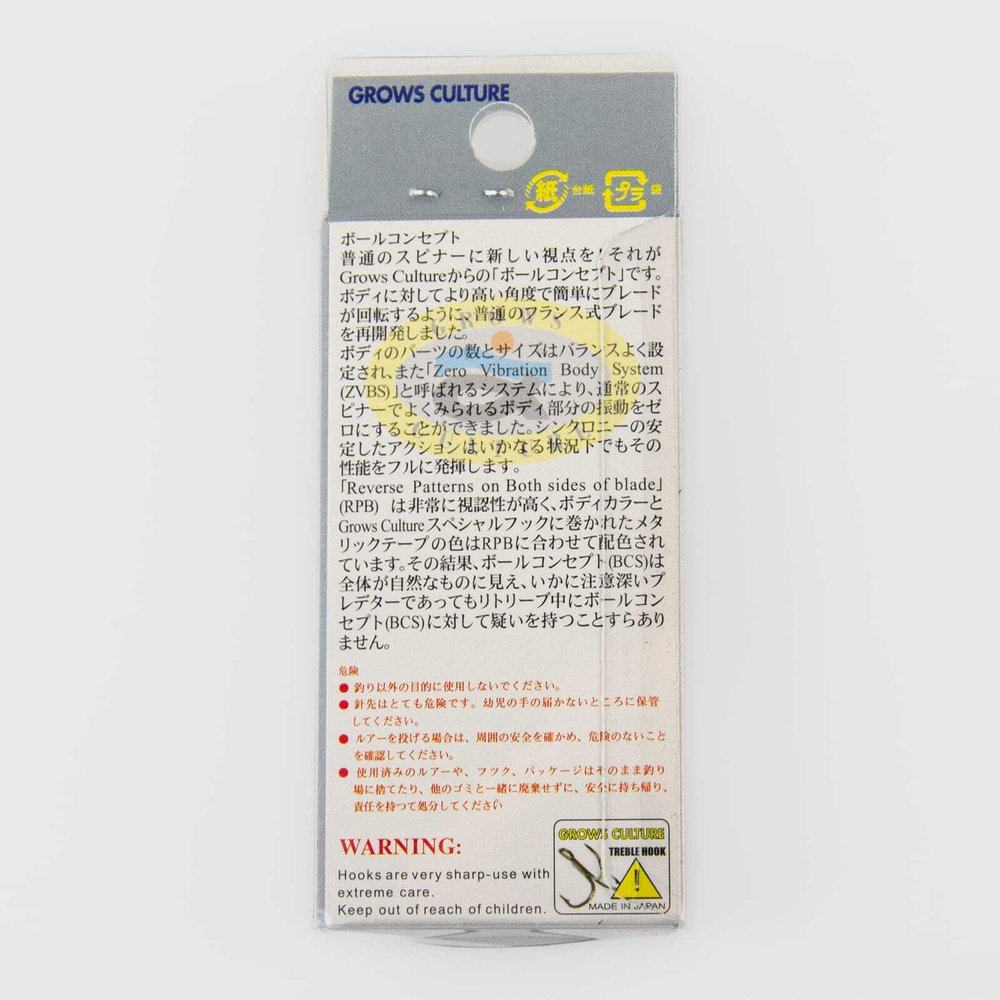 GROWS CULTURE
紙 台紙 プラ 袋
ボールコンセプト
普通のスピナーに新しい視点を!それが
Grows Cultureからの「ボールコンセプト」です。
ボディに対してより高い角度で簡単にブレード
が回転するように、普通のフランス式ブレード
を再開発しました。
ボディのパーツの数とサイズはバランスよく設
定され、また「Zero Vibration Body System
(ZVBS)」と呼ばれるシステムにより、通常のス
ピナーでよくみられるボディ部分の振動をゼ
ロにすることができました。シンクロニーの安
定したアクションはいかなる状況下でもその
性能をフルに発揮します。
「Reverse Patterns on Both sides of blade」
(RPB) は非常に視認性が高く、ボディカラーと
Grows Culture スペシャルフックに巻かれたメタ
リックテープの色はRPBに合わせて配色され
ています。その結果、ボールコンセプト(BCS)は
全体が自然なものに見え、いかに注意深いプ
レデターであってもリトリーブ中にボールコン
セプト(BCS)に対して疑いを持つことすらあり
ません。
危険
● 釣り以外の目的に使用しないでください。
● 針先はとても危険です。幼児の手の届かないところに保管
してください。
● ルアーを投げる場合は、周囲の安全を確かめ、危険のないこと
を確認してください。
● 使用済みのルアーや、フツク、パッケージはそのまま釣り
場に捨てたり、他のゴミと一緒に廃棄せずに、安全に持ち帰り、
責任を持つて処分してください
WARNING:
Hooks are very sharp-use with
extreme care.
Keep out of reach of children.
GROWS CULTURE
TREBLE HOOK
!
MADE IN JAPAN